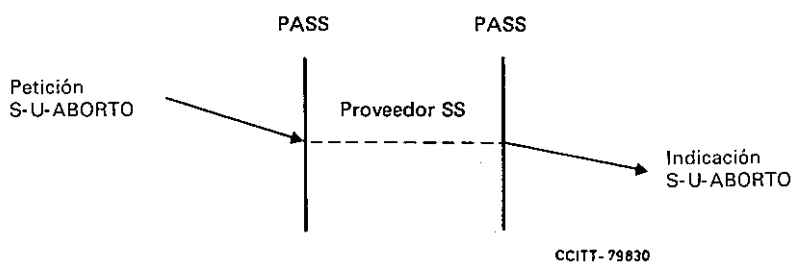 PASS PASS
Petición
S-U-ABORTO
Proveedor SS
Indicación
S-U-ABORTO
CCITT-79830